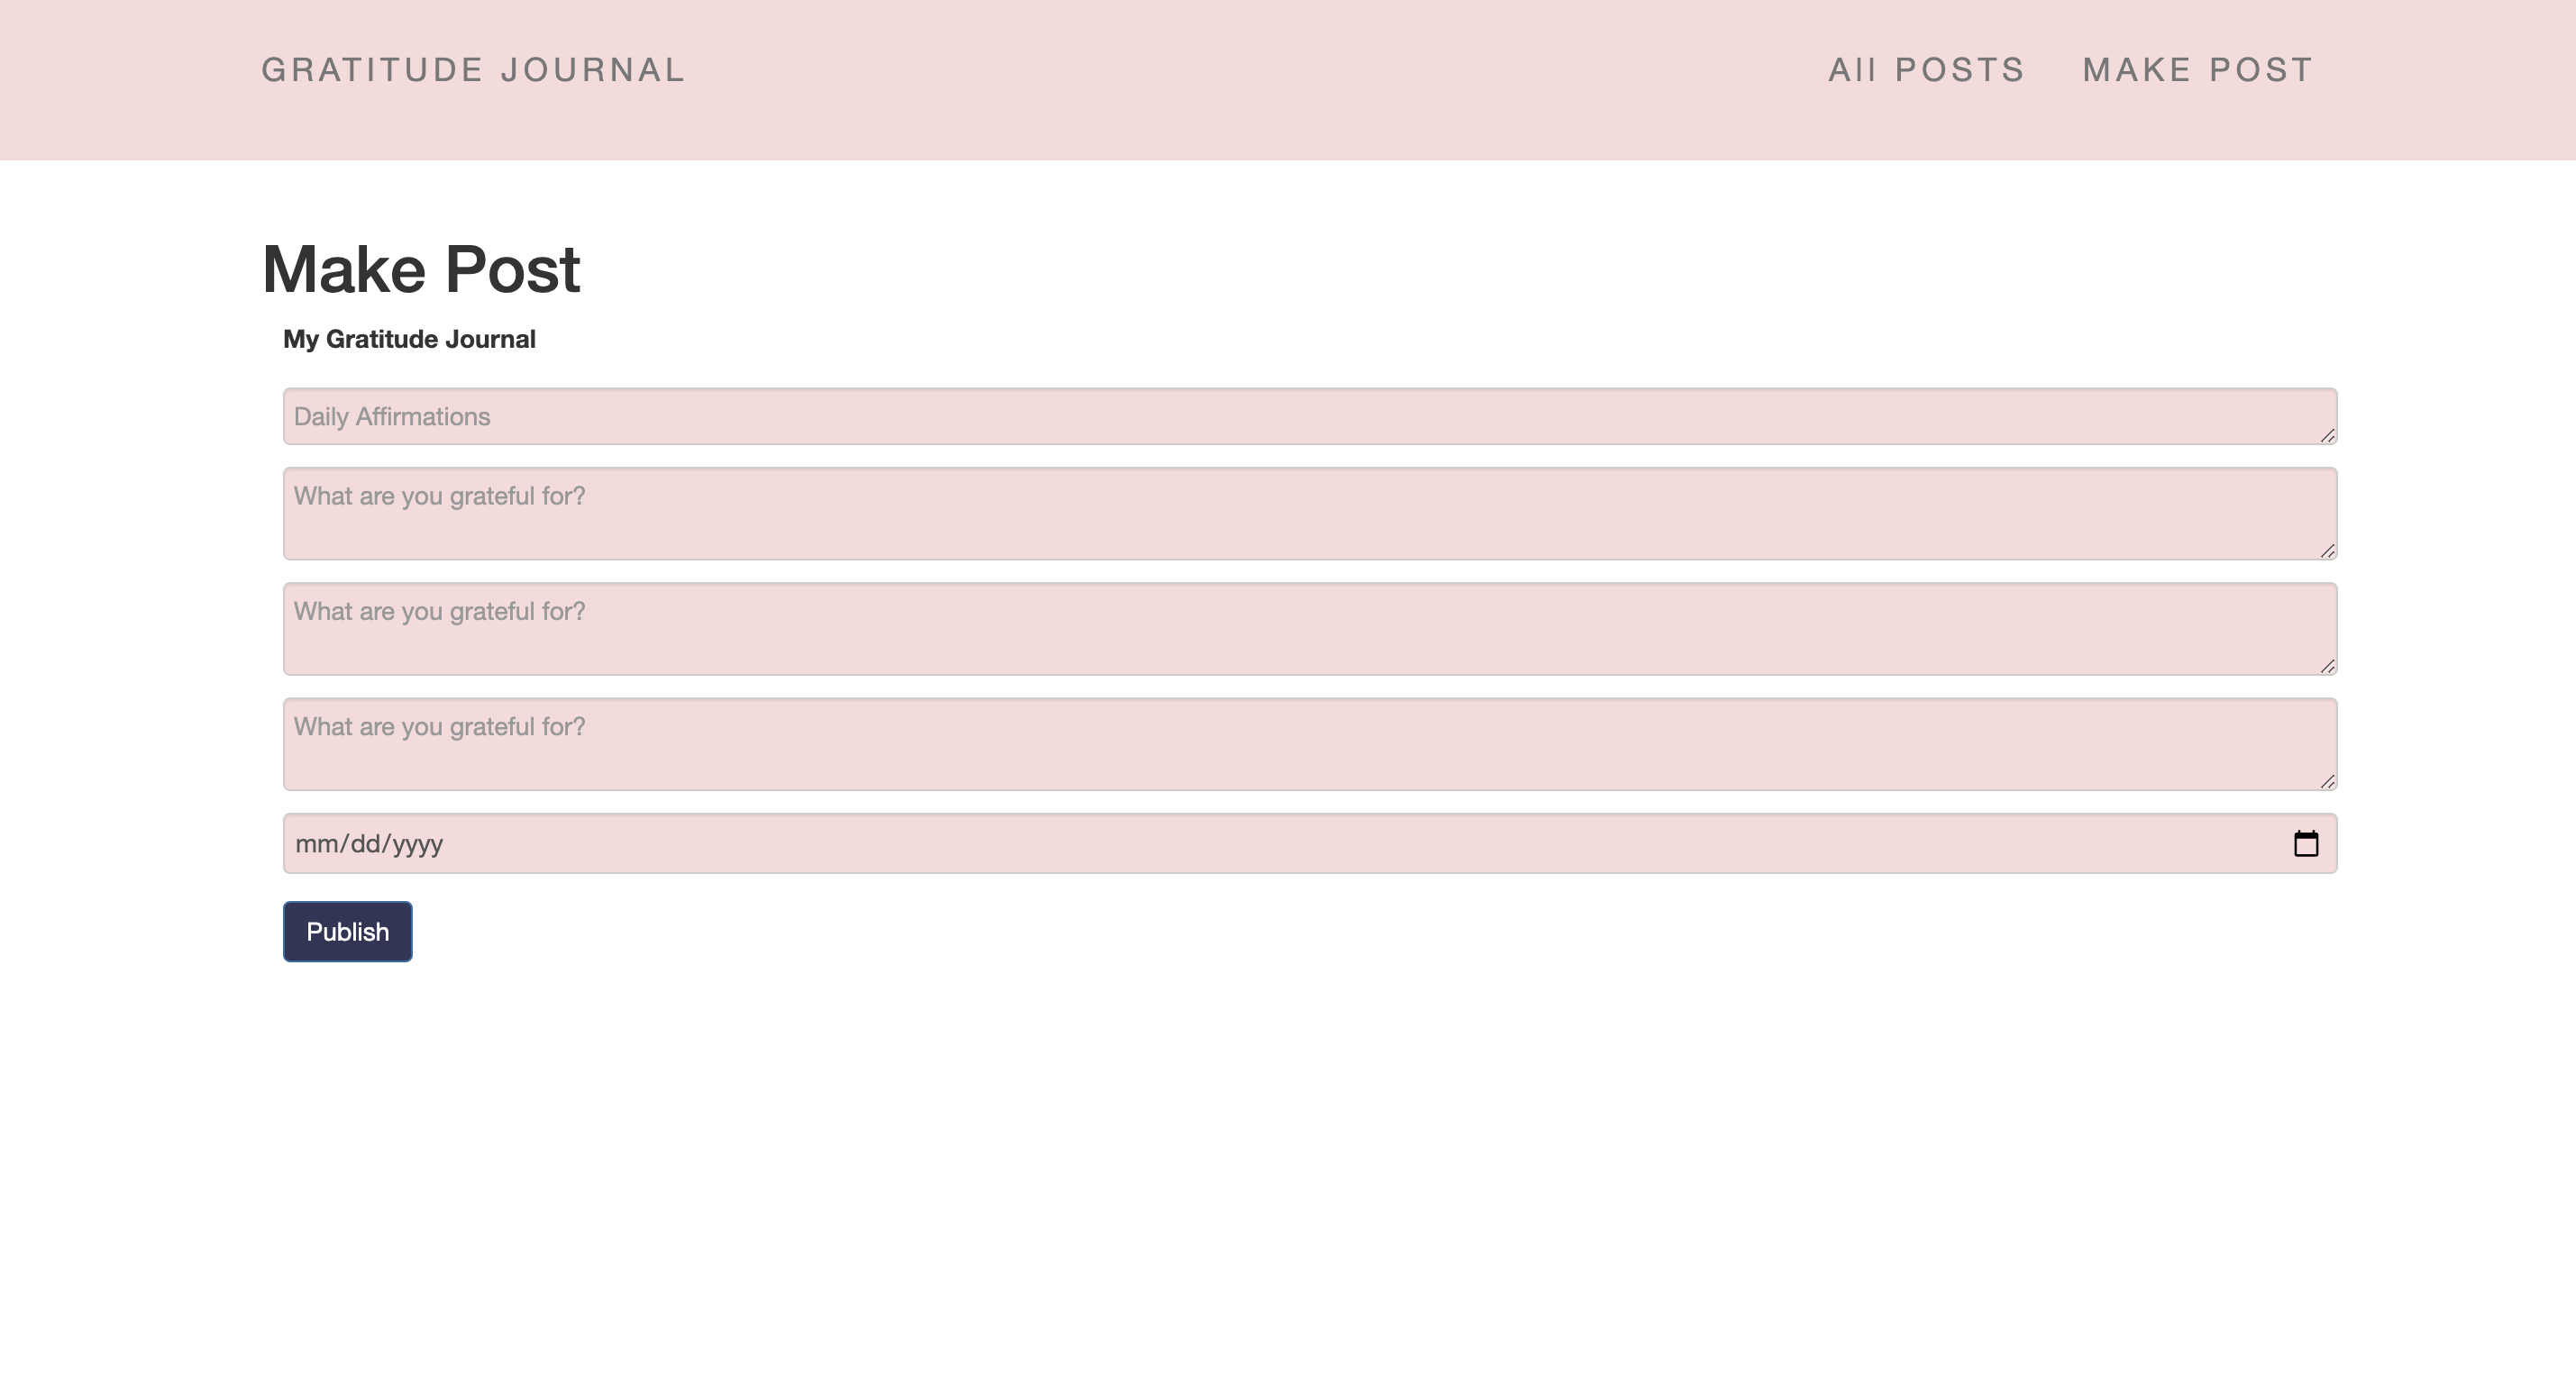 GRATITUDE JOURNAL
All POSTS
MAKE POST
Make Post
My Gratitude Journal
Daily Affirmations
What are you grateful for?
What are you grateful for?
What are you grateful for?
mm/dd/yyyy
Publish